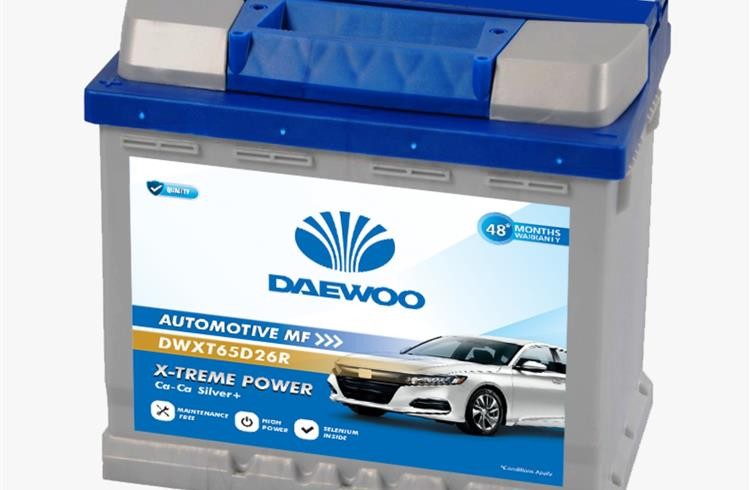 QUALITY
48* MONTHS
WARRANTY
DAEWOO
AUTOMOTIVE MF >>>
DWXT65D26R
X-TREME POWER
Ca-Ca Silver+
MAINTENANCE
FREE
HIGH
POWER
SELENIUM
INSIDE
*Conditions Apply